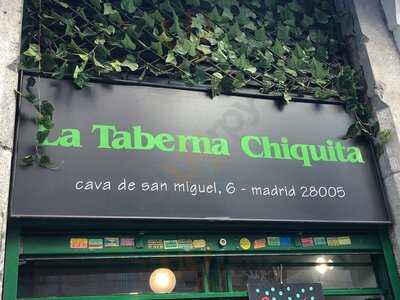 La Taberna Chiquita
cava de san miguel, 6 - madrid 28005